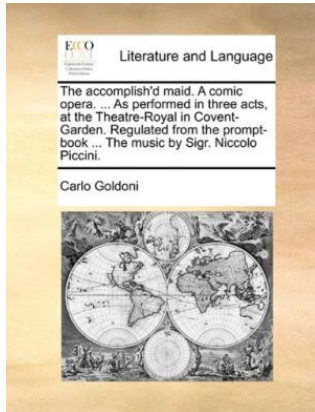 ECCO
Literature and Language
The accomplish'd maid. A comic
opera. ... As performed in three acts,
at the Theatre-Royal in Covent-
Garden. Regulated from the prompt-
book ... The music by Sigr. Niccolo
Piccini.
Carlo Goldoni